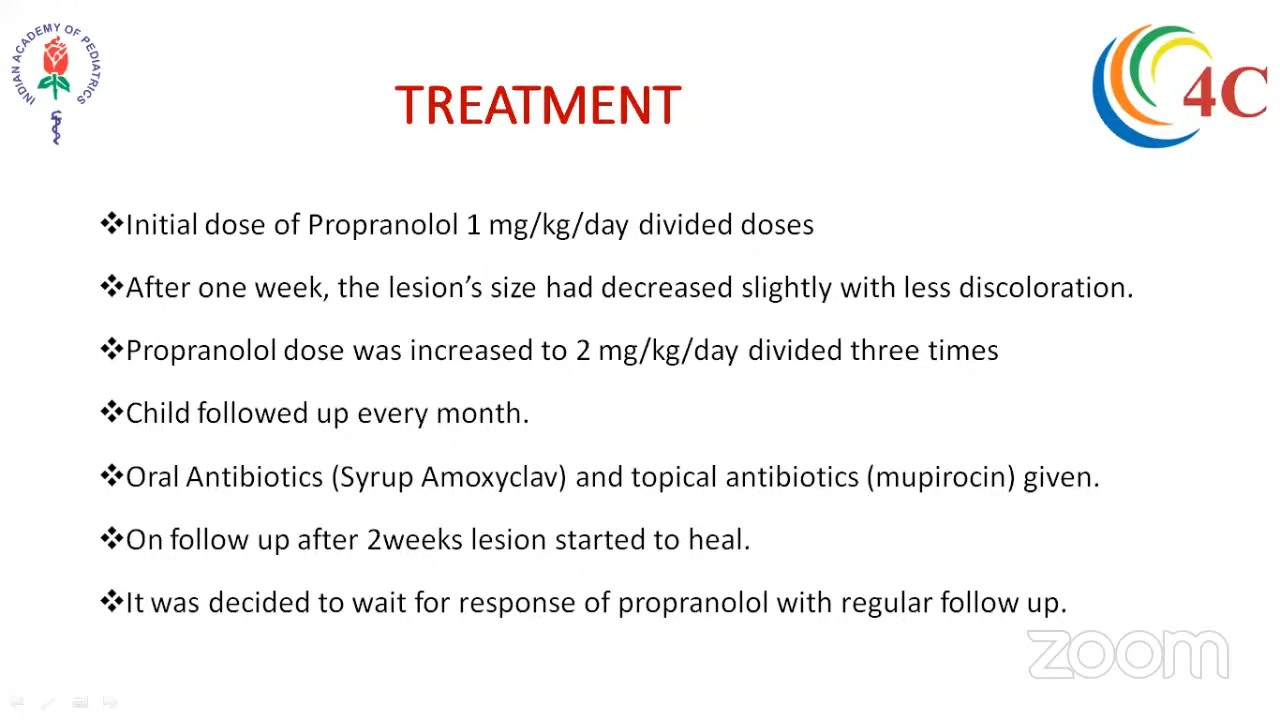 INDIAN ACADEMY OF PEDIATRICS
4C
TREATMENT
❖Initial dose of Propranolol 1 mg/kg/day divided doses
❖After one week, the lesion’s size had decreased slightly with less discoloration.
❖Propranolol dose was increased to 2 mg/kg/day divided three times
❖Child followed up every month.
❖Oral Antibiotics (Syrup Amoxyclav) and topical antibiotics (mupirocin) given.
❖On follow up after 2weeks lesion started to heal.
❖It was decided to wait for response of propranolol with regular follow up.
zoom